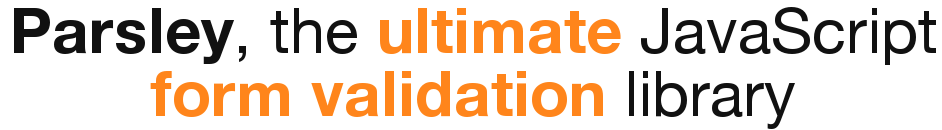 Parsley, the ultimate JavaScript
form validation library